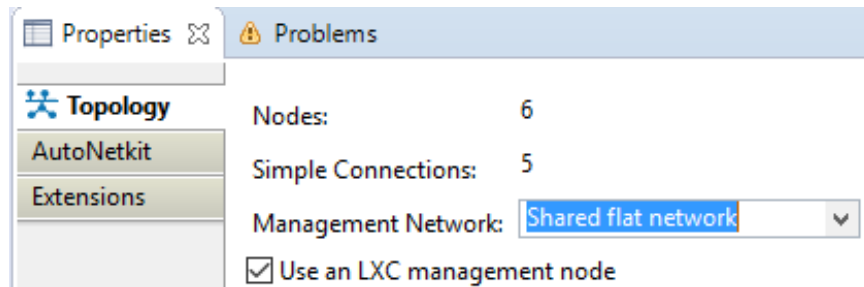 Properties Problems
Topology
AutoNetkit
Extensions
Nodes: 6
Simple Connections: 5
Management Network: Shared flat network
Use an LXC management node